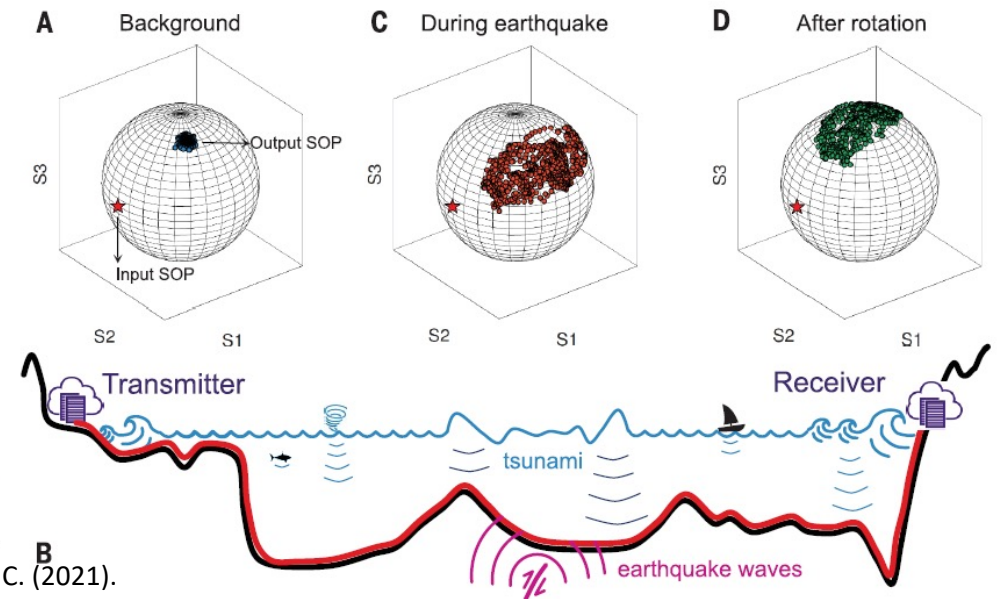 A Background
C During earthquake
D After rotation
Output SOP
Input SOP
S3
S2
S1
S3
S2
S1
S3
S2
S1
Transmitter
Receiver
tsunami
earthquake waves
B
C. (2021).